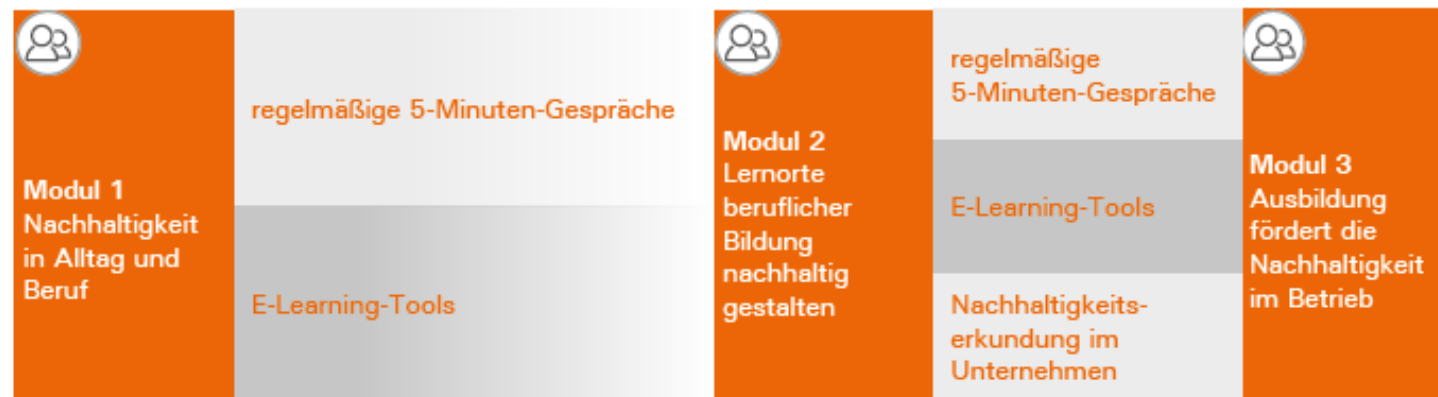 Modul 1
Nachhaltigkeit
in Alltag und
Beruf
regelmäßige 5-Minuten-Gespräche
E-Learning-Tools
Modul 2
Lernorte
beruflicher
Bildung
nachhaltig
gestalten
regelmäßige
5-Minuten-Gespräche
E-Learning-Tools
Nachhaltigkeits-
erkundung im
Unternehmen
Modul 3
Ausbildung
fördert die
Nachhaltigkeit
im Betrieb